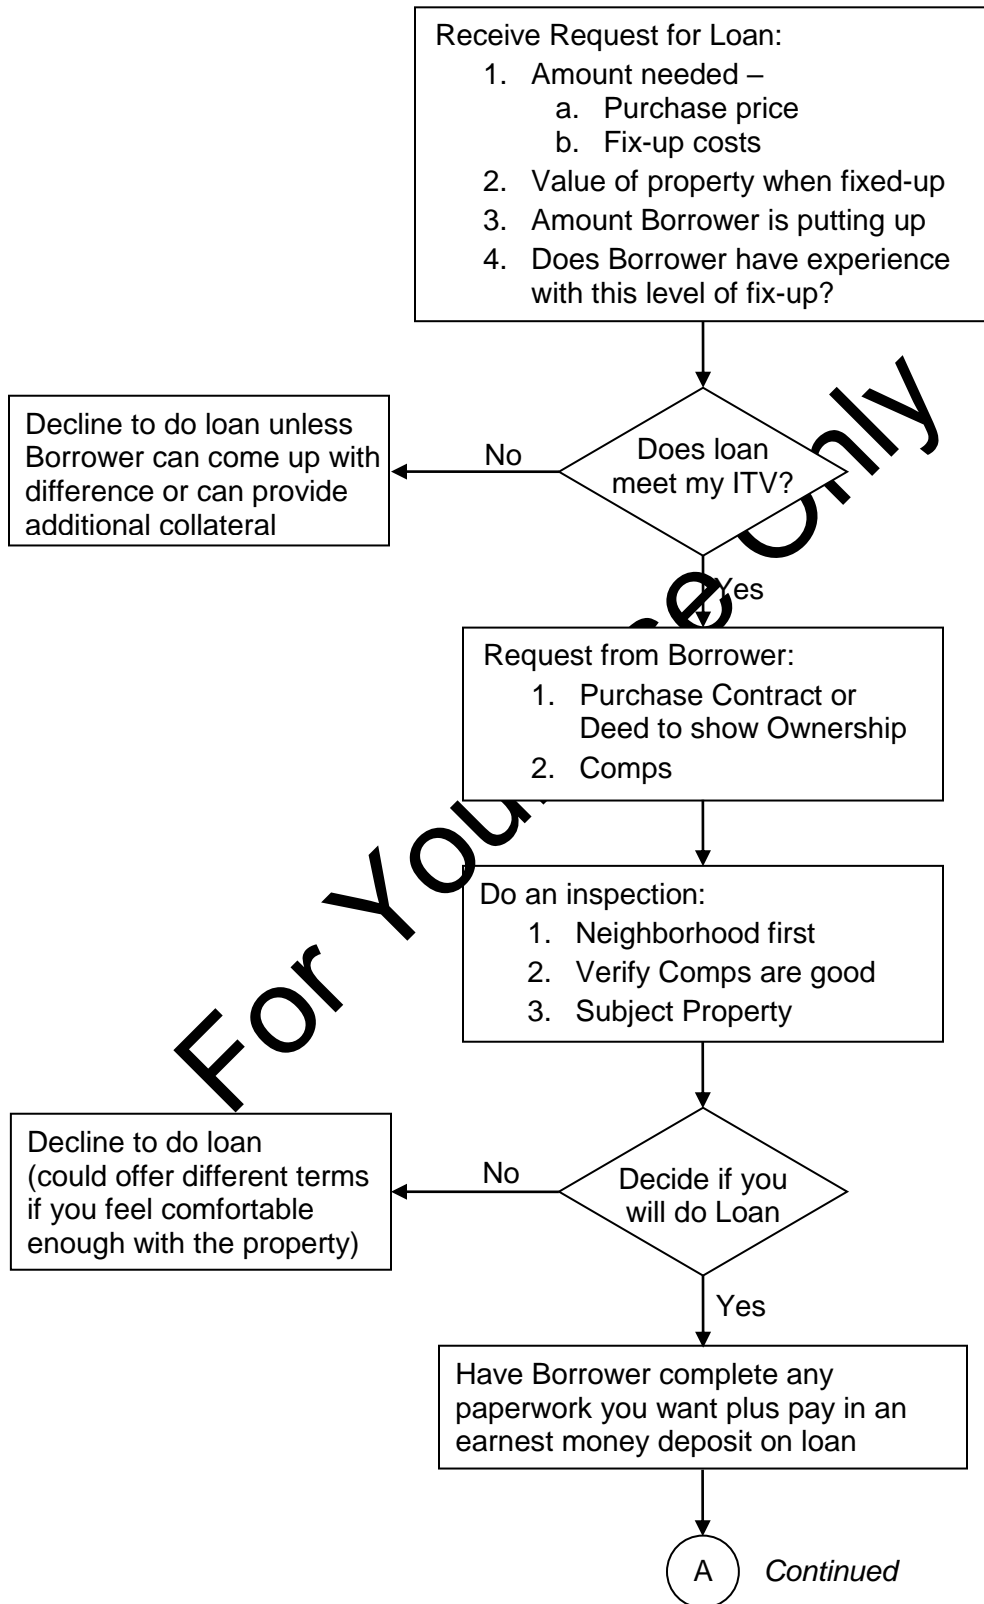 Receive Request for Loan:
1. Amount needed –
a. Purchase price
b. Fix-up costs
2. Value of property when fixed-up
3. Amount Borrower is putting up
4. Does Borrower have experience
with this level of fix-up?
Does loan
meet my ITV?
No
Decline to do loan unless
Borrower can come up with
difference or can provide
additional collateral
Yes
Request from Borrower:
1. Purchase Contract or
Deed to show Ownership
2. Comps
Do an inspection:
1. Neighborhood first
2. Verify Comps are good
3. Subject Property
Decide if you
will do Loan
No
Decline to do loan
(could offer different terms
if you feel comfortable
enough with the property)
Yes
Have Borrower complete any
paperwork you want plus pay in an
earnest money deposit on loan
A Continued
For Your Use Only